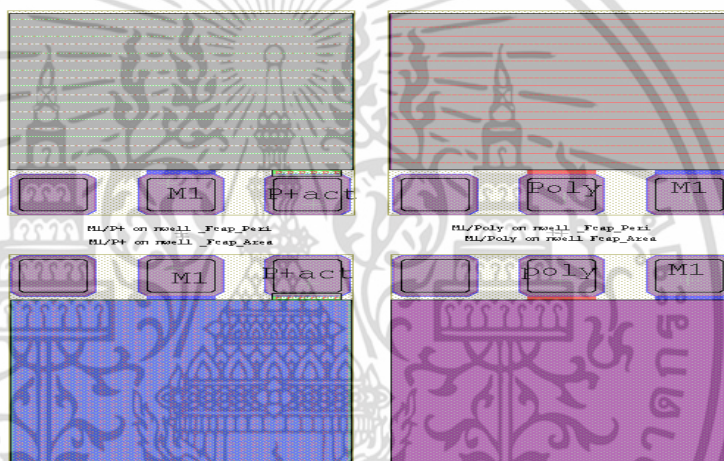 M1
P+act
Poly
M1
M1/P+ on nwell _Fcap_Peri
M1/P+ on nwell _Fcap_Area
M1/Poly on nwell _Fcap_Peri
M1/Poly on nwell Fcap_Area
M1
P+act
poly
M1